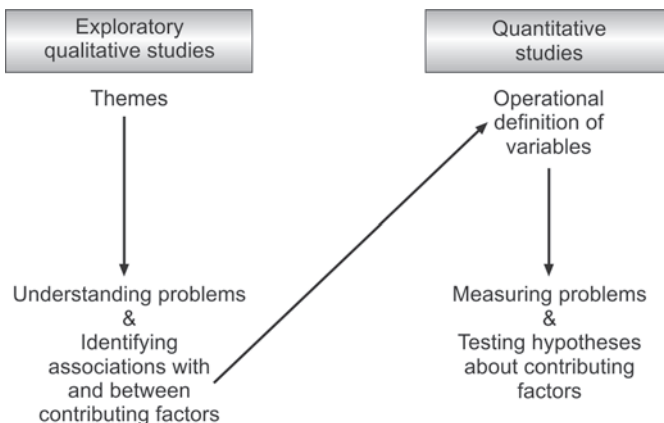 Exploratory
qualitative studies
Themes
Understanding problems
&
Identifying
associations with
and between
contributing factors
Quantitative
studies
Operational
definition of
variables
Measuring problems
&
Testing hypotheses
about contributing
factors